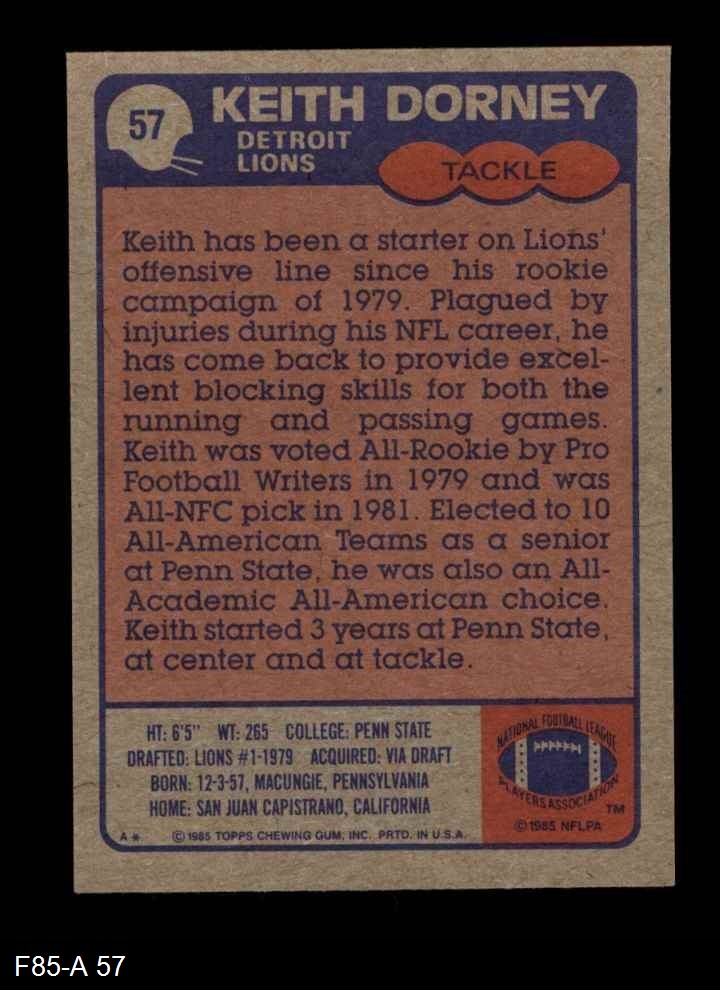 57
KEITH DORNEY
DETROIT
LIONS
TACKLE
Keith has been a starter on Lions'
offensive line since his rookie
campaign of 1979. Plagued by
injuries during his NFL career, he
has come back to provide excel-
lent blocking skills for both the
running and passing games.
Keith was voted All-Rookie by Pro
Football Writers in 1979 and was
All-NFC pick in 1981. Elected to 10
All-American Teams as a senior
at Penn State, he was also an All-
Academic All-American choice.
Keith started 3 years at Penn State,
at center and at tackle.
HT: 6'5" WT: 265 COLLEGE: PENN STATE
DRAFTED: LIONS #1-1979 ACQUIRED: VIA DRAFT
BORN: 12-3-57, MACUNGIE, PENNSYLVANIA
HOME: SAN JUAN CAPISTRANO, CALIFORNIA
A* © 1985 TOPPS CHEWING GUM, INC. PRTD. IN U.S.A.
NATIONAL FOOTBALL LEAGUE
PLAYERS ASSOCIATION
TM
© 1985 NFLPA
F85-A 57